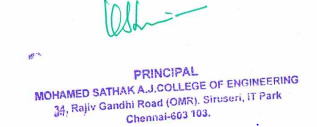 PRINCIPAL
MOHAMED SATHAK A.J.COLLEGE OF ENGINEERING
34, Rajiv Gandhi Road (OMR), Siruseri, IT Park
Chennai-603 103.